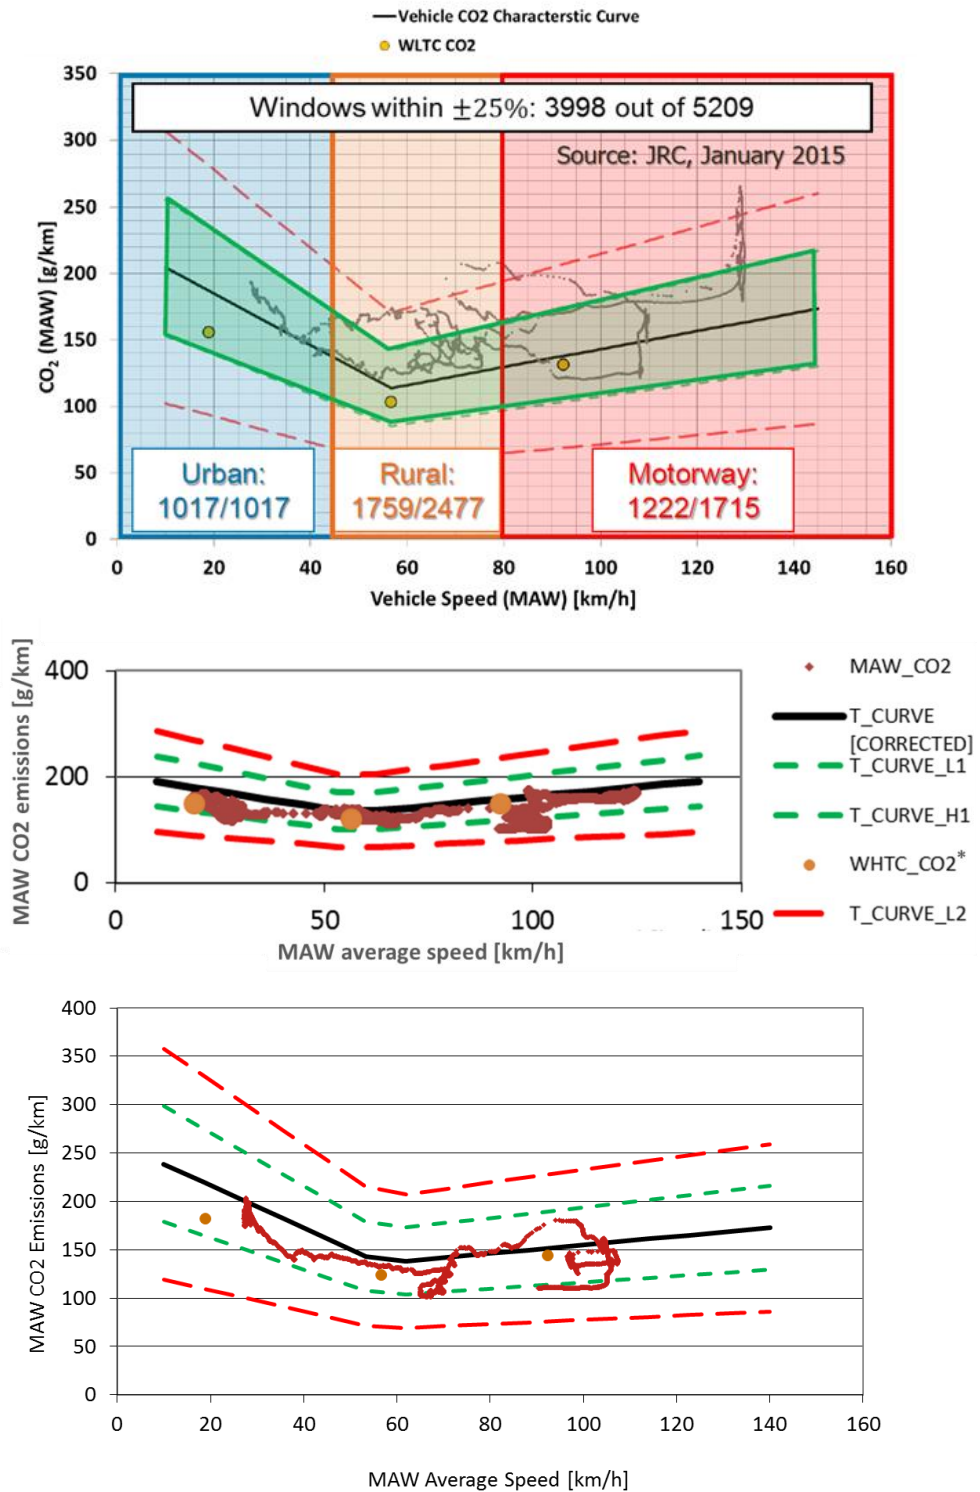 Vehicle CO2 Characterstic Curve
WLTC CO2
350
300
250
200
150
100
50
0
CO2 (MAW) [g/km]
Windows within ±25%: 3998 out of 5209
Source: JRC, January 2015
Urban:
1017/1017
Rural:
1759/2477
Motorway:
1222/1715
0 20 40 60 80 100 120 140 160
Vehicle Speed (MAW) [km/h]
MAW CO2 emissions [g/km]
400
200
0
0 50 100 150
MAW average speed [km/h]
MAW_CO2
T_CURVE
[CORRECTED]
T_CURVE_L1
T_CURVE_H1
WHTC_CO2*
T_CURVE_L2
MAW CO2 Emissions [g/km]
400
350
300
250
200
150
100
50
0
0 20 40 60 80 100 120 140 160
MAW Average Speed [km/h]